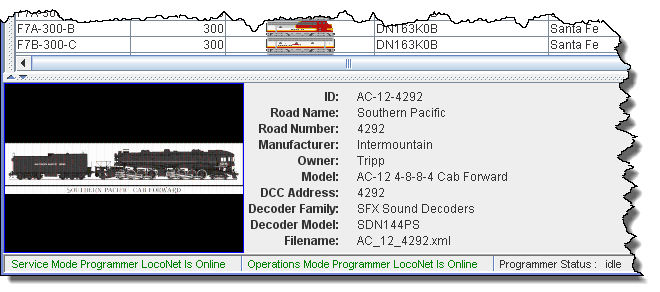 F7A-300-B 300 DN163K0B Santa Fe
F7B-300-C 300 DN163K0B Santa Fe
ID: AC-12-4292
Road Name: Southern Pacific
Road Number: 4292
Manufacturer: Intermountain
Owner: Tripp
Model: AC-12 4-8-8-4 Cab Forward
DCC Address: 4292
Decoder Family: SFX Sound Decoders
Decoder Model: SDN144PS
Filename: AC_12_4292.xml
SOUTHERN PACIFIC CAB FORWARD
Service Mode Programmer LocoNet Is Online Operations Mode Programmer LocoNet Is Online Programmer Status : idle